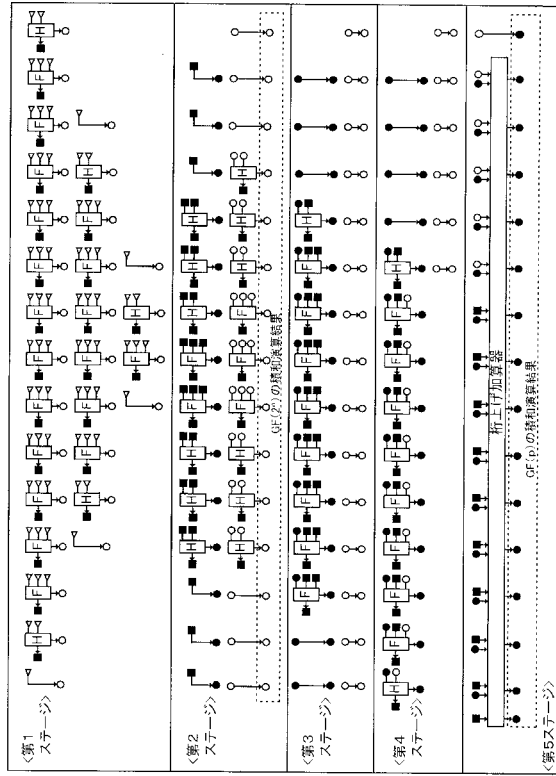 〈第1
ステージ〉
H F F F F F F F F F F F F H
H F F F F F F H
F H
〈第2
ステージ〉
H H H F F H H H
H H H F F F H H H
GF(2ⁿ)の積和演算結果
〈第3
ステージ〉
F F F F F F F F H
〈第4
ステージ〉
H F F F F F F F F H
桁上げ加算器
GF(p)の積和演算結果
〈第5ステージ〉